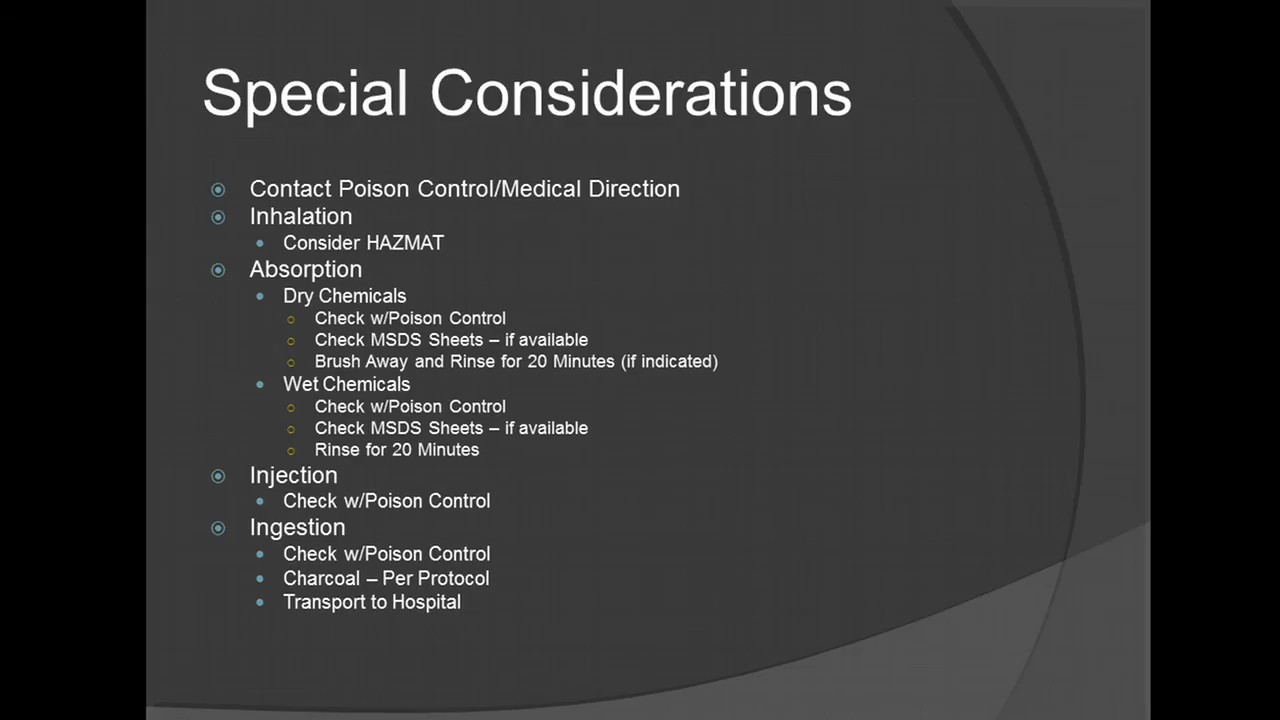 Special Considerations
Contact Poison Control/Medical Direction
Inhalation
Consider HAZMAT
Absorption
Dry Chemicals
Check w/Poison Control
Check MSDS Sheets – if available
Brush Away and Rinse for 20 Minutes (if indicated)
Wet Chemicals
Check w/Poison Control
Check MSDS Sheets – if available
Rinse for 20 Minutes
Injection
Check w/Poison Control
Ingestion
Check w/Poison Control
Charcoal – Per Protocol
Transport to Hospital